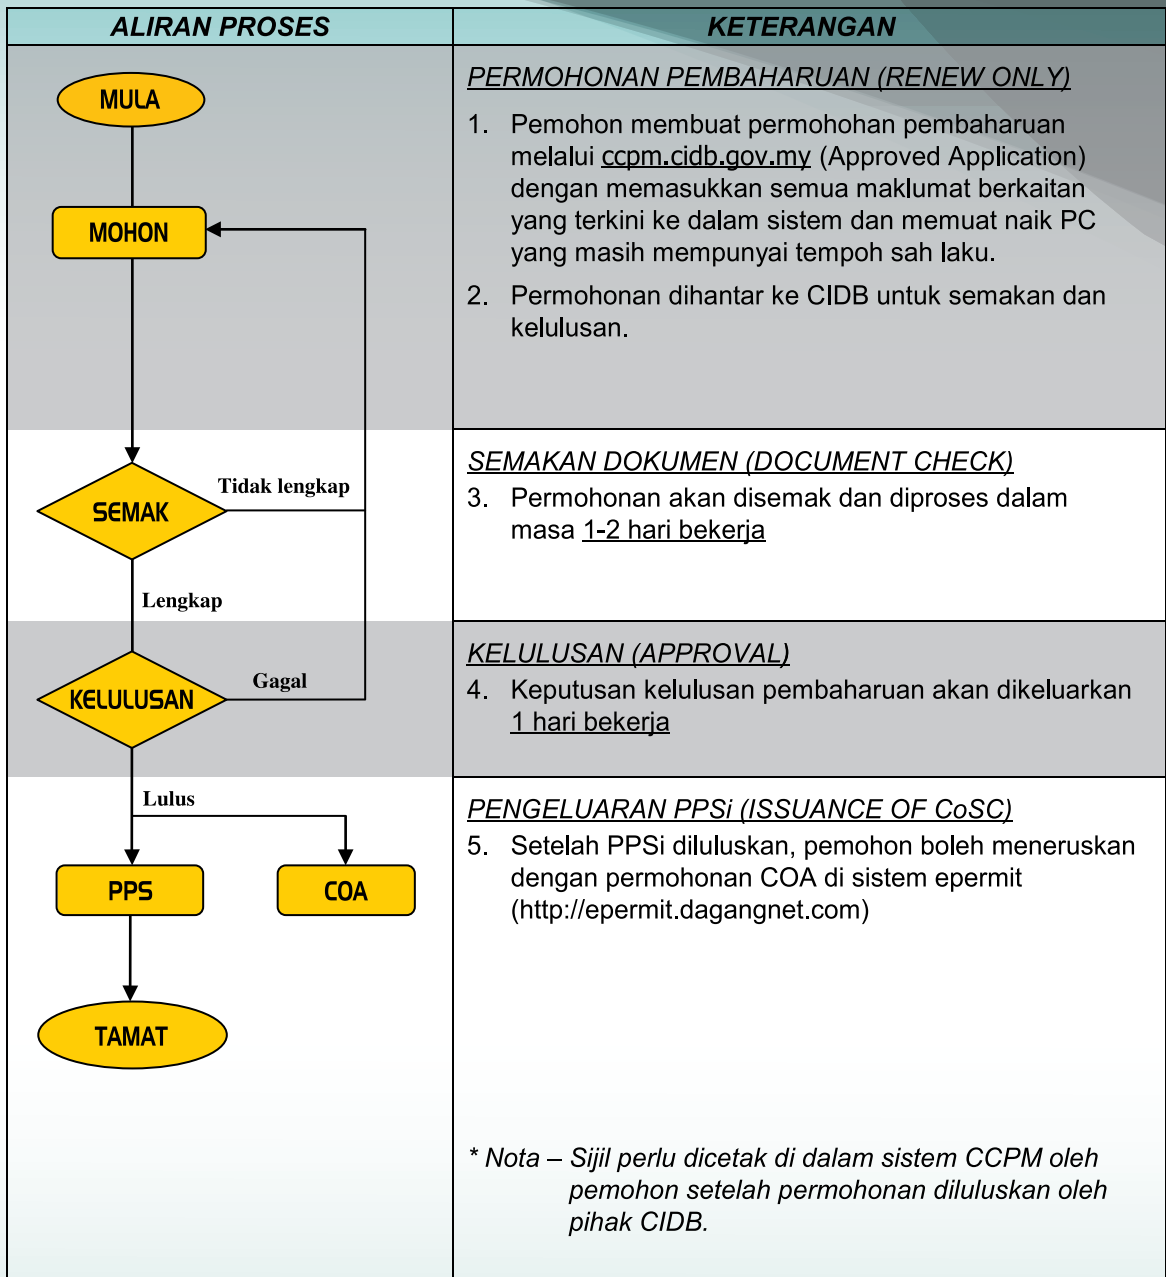 ALIRAN PROSES
KETERANGAN
MULA
MOHON
PERMOHONAN PEMBAHARUAN (RENEW ONLY)
1. Pemohon membuat permohohan pembaharuan
melalui ccpm.cidb.gov.my (Approved Application)
dengan memasukkan semua maklumat berkaitan
yang terkini ke dalam sistem dan memuat naik PC
yang masih mempunyai tempoh sah laku.
2. Permohonan dihantar ke CIDB untuk semakan dan
kelulusan.
SEMAK
Tidak lengkap
Lengkap
SEMAKAN DOKUMEN (DOCUMENT CHECK)
3. Permohonan akan disemak dan diproses dalam
masa 1-2 hari bekerja
KELULUSAN
Gagal
KELULUSAN (APPROVAL)
4. Keputusan kelulusan pembaharuan akan dikeluarkan
1 hari bekerja
Lulus
PPS
COA
TAMAT
PENGELUARAN PPSi (ISSUANCE OF CoSC)
5. Setelah PPSi diluluskan, pemohon boleh meneruskan
dengan permohonan COA di sistem epermit
(http://epermit.dagangnet.com)
* Nota – Sijil perlu dicetak di dalam sistem CCPM oleh
pemohon setelah permohonan diluluskan oleh
pihak CIDB.